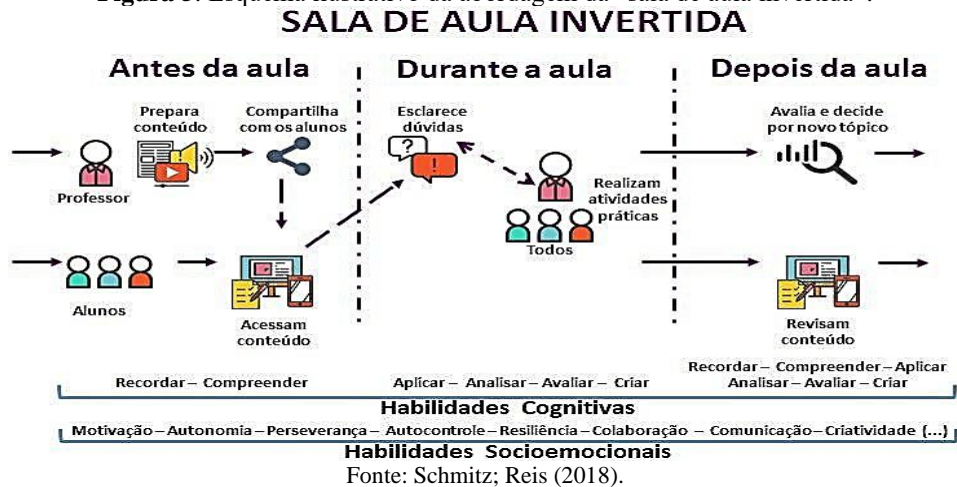 SALA DE AULA INVERTIDA
Antes da aula
Durante a aula
Depois da aula
Prepara
conteúdo
Compartilha
com os alunos
Esclarece
dúvidas
Avalia e decide
por novo tópico
?
!
Professor
Realizam
atividades
práticas
Todos
Alunos
Acessam
conteúdo
Revisam
conteúdo
Recordar – Compreender
Aplicar – Analisar – Avaliar – Criar
Recordar – Compreender – Aplicar
Analisar – Avaliar – Criar
Habilidades Cognitivas
Motivação – Autonomia – Perseverança – Autocontrole – Resiliência – Colaboração – Comunicação – Criatividade (...)
Habilidades Socioemocionais
Fonte: Schmitz; Reis (2018).